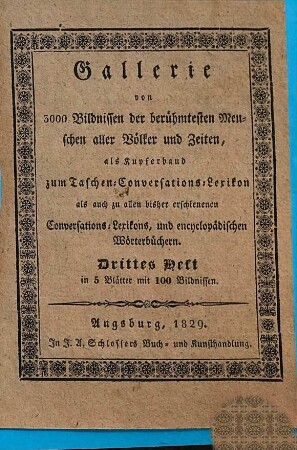 Gallerie
von
3000 Bildnissen der berühmtesten Men-
schen aller Völker und Zeiten,
als Kupferband
zum Taschen-Conversations-Lexikon
als auch zu allen bisher erschienenen
Conversations-Lexikons, und encyclopädischen
Wörterbüchern.
Drittes Heft
in 5 Blätter mit 100 Bildnissen.
Augsburg, 1829.
In J. A. Schlossers Buch- und Kunsthandlung.